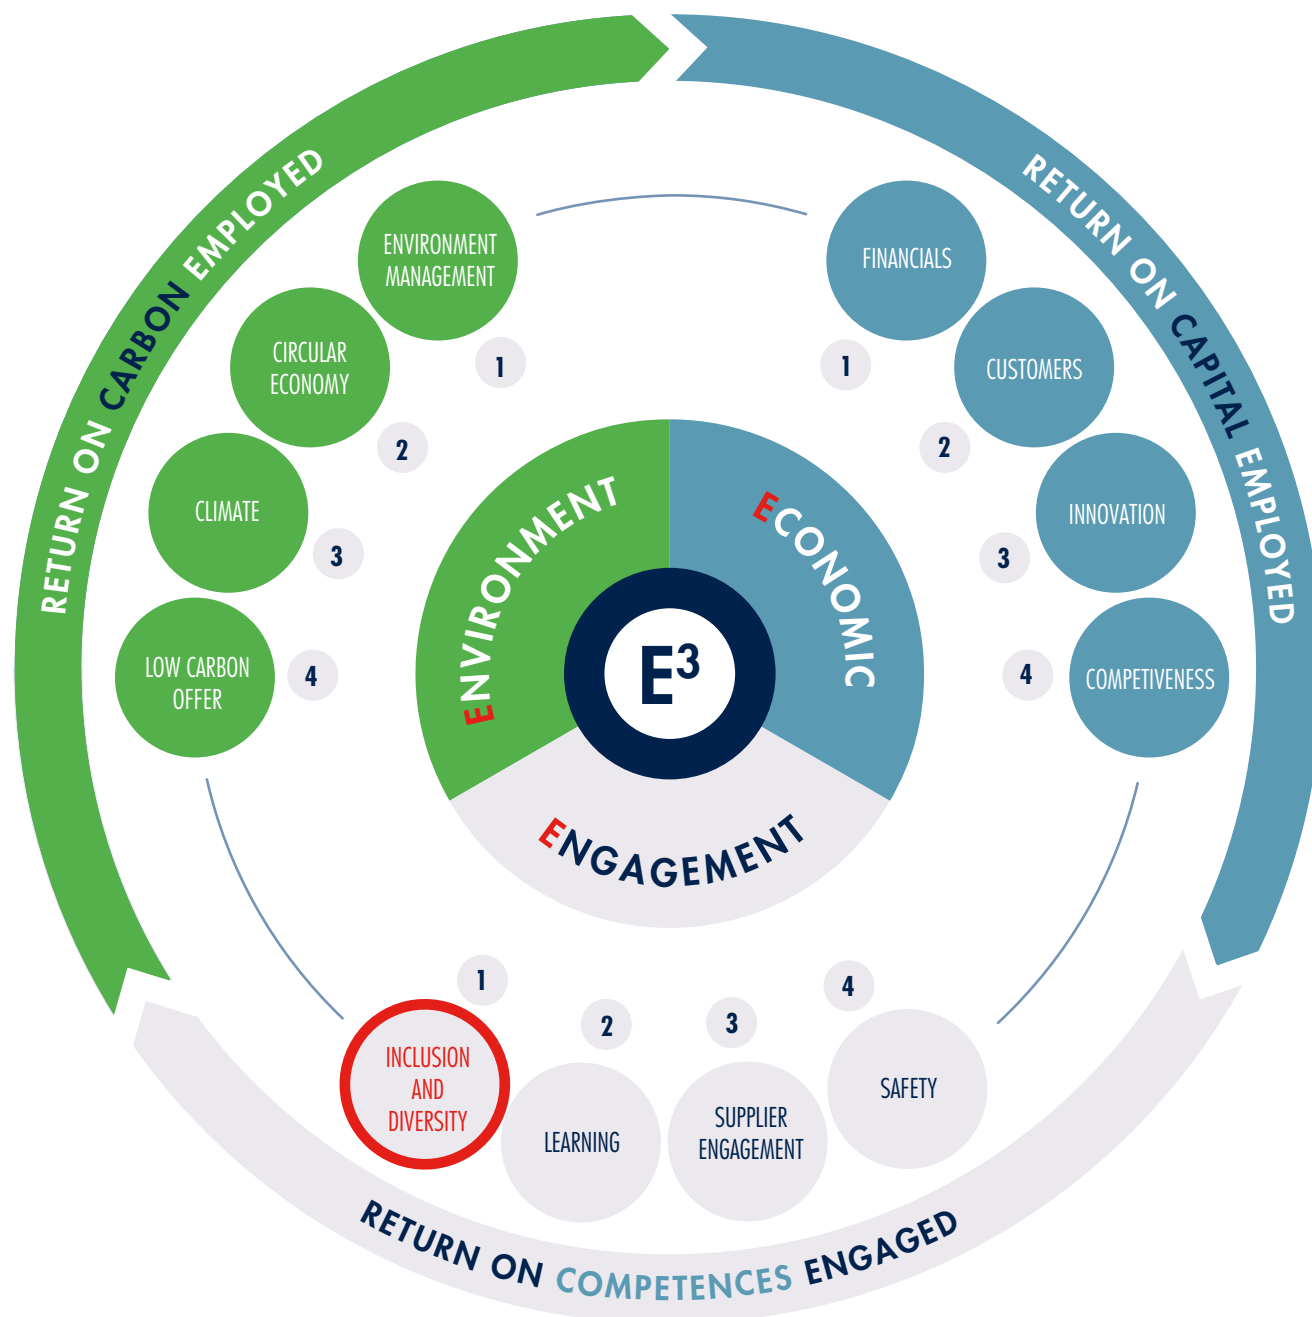 RETURN ON CARBON EMPLOYED
RETURN ON CAPITAL EMPLOYED
ENVIRONMENT
MANAGEMENT
1
CIRCULAR
ECONOMY
2
CLIMATE
3
LOW CARBON
OFFER
4
FINANCIALS
1
CUSTOMERS
2
INNOVATION
3
COMPETIVENESS
4
ENVIRONMENT
ECONOMIC
E³
ENGAGEMENT
1
INCLUSION
AND
DIVERSITY
2
LEARNING
3
SUPPLIER
ENGAGEMENT
4
SAFETY
RETURN ON COMPETENCES ENGAGED